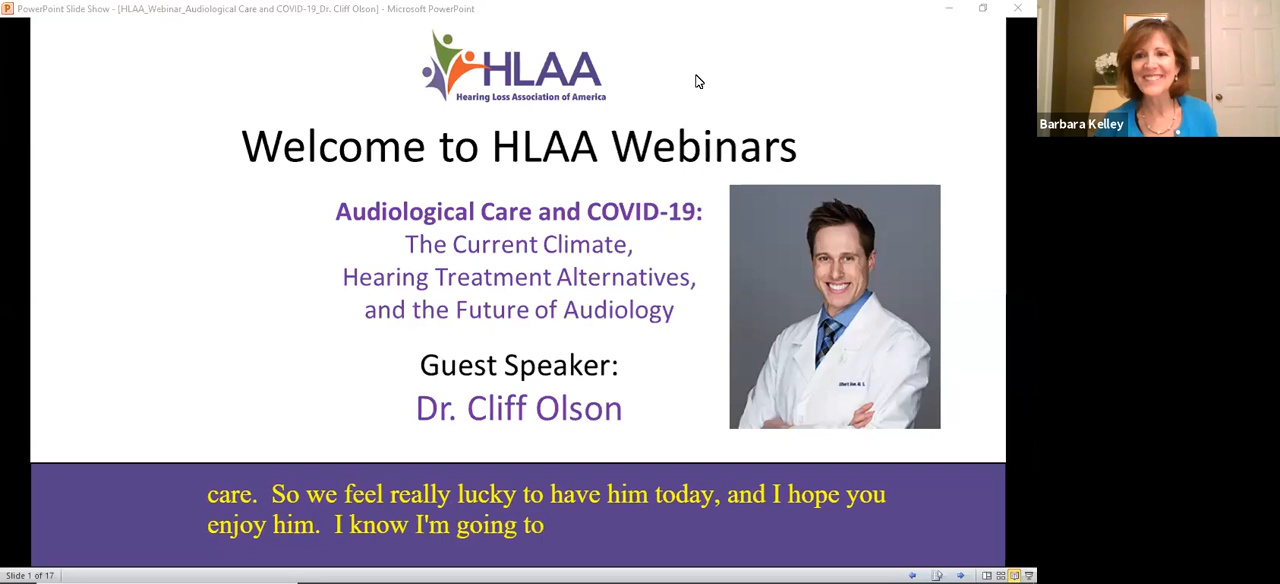 PowerPoint Slide Show - [HLAA_Webinar_Audiological Care and COVID-19_Dr. Cliff Olson] - Microsoft PowerPoint
HLAA
Hearing Loss Association of America
Welcome to HLAA Webinars
Audiological Care and COVID-19:
The Current Climate,
Hearing Treatment Alternatives,
and the Future of Audiology
Guest Speaker:
Dr. Cliff Olson
Barbara Kelley
care.  So we feel really lucky to have him today, and I hope you
enjoy him.  I know I'm going to
Slide 1 of 17